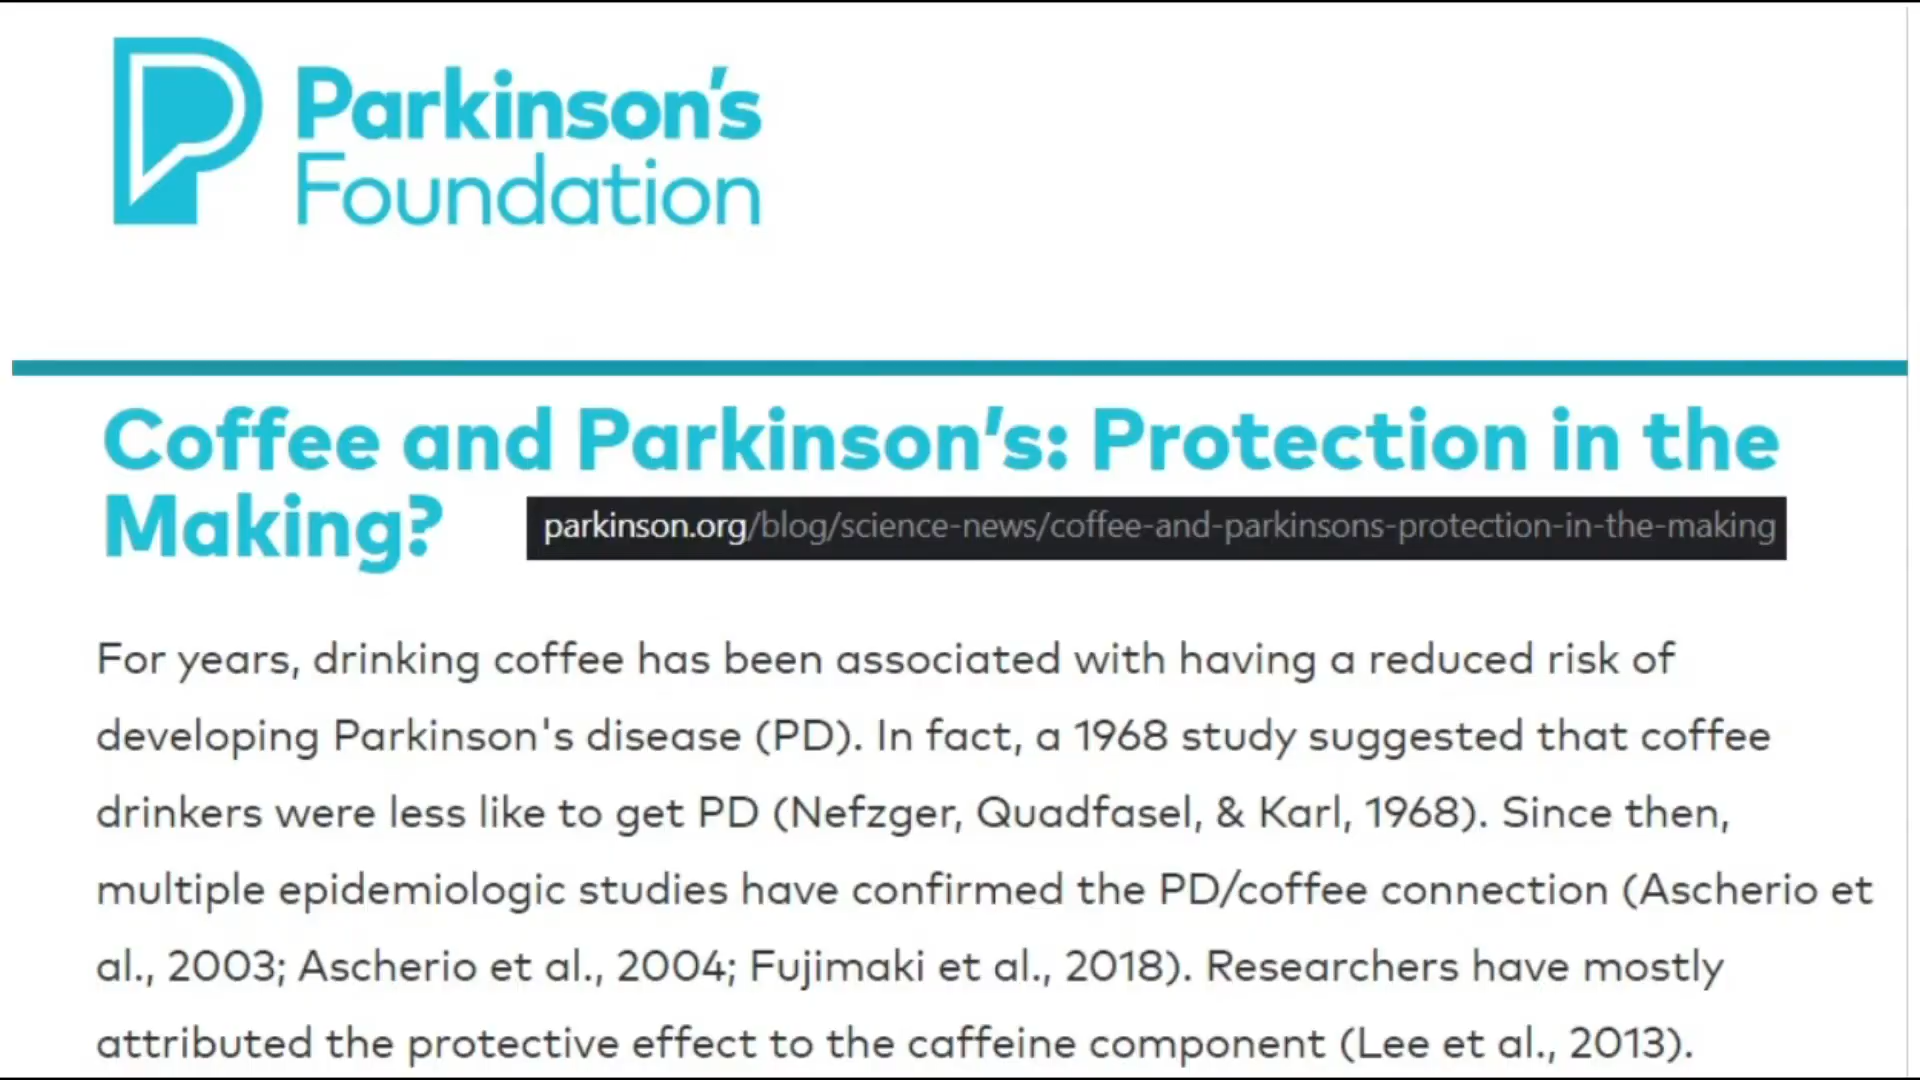 Parkinson's
Foundation
Coffee and Parkinson's: Protection in the
Making?
parkinson.org/blog/science-news/coffee-and-parkinsons-protection-in-the-making
For years, drinking coffee has been associated with having a reduced risk of
developing Parkinson's disease (PD). In fact, a 1968 study suggested that coffee
drinkers were less like to get PD (Nefzger, Quadfasel, & Karl, 1968). Since then,
multiple epidemiologic studies have confirmed the PD/coffee connection (Ascherio et
al., 2003; Ascherio et al., 2004; Fujimaki et al., 2018). Researchers have mostly
attributed the protective effect to the caffeine component (Lee et al., 2013).